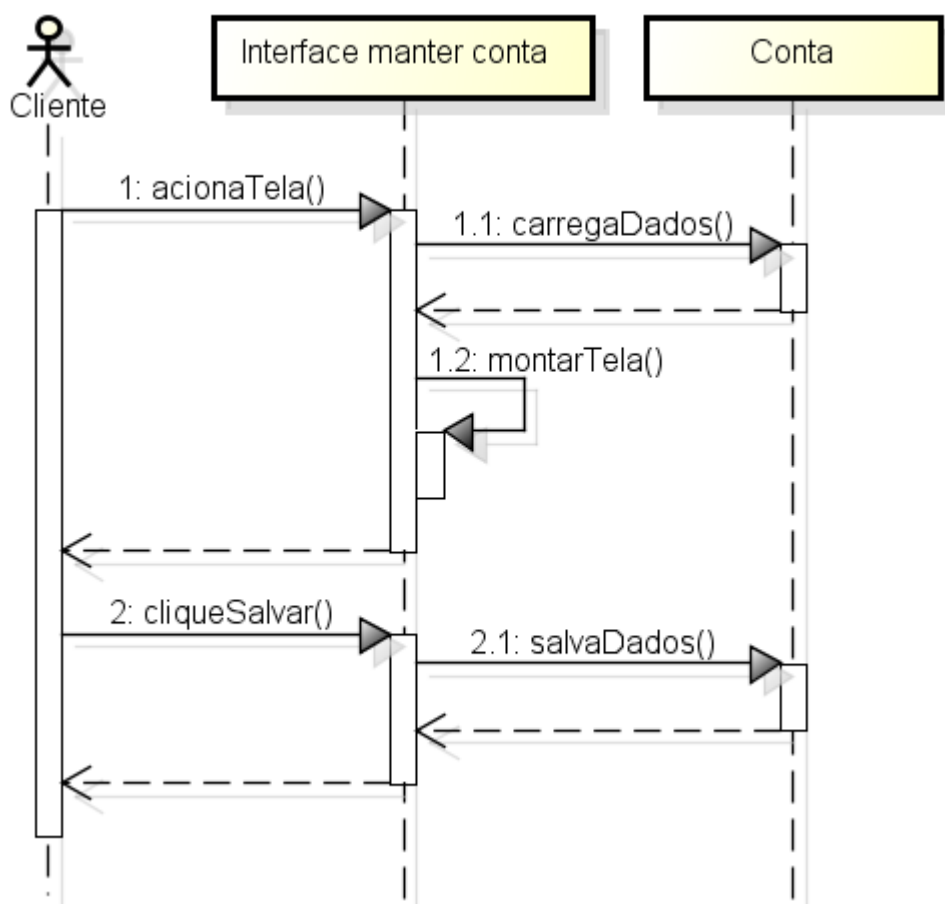 Interface manter conta
Conta
Cliente
1: acionaTela()
1.1: carregaDados()
1.2: montarTela()
2: cliqueSalvar()
2.1: salvaDados()